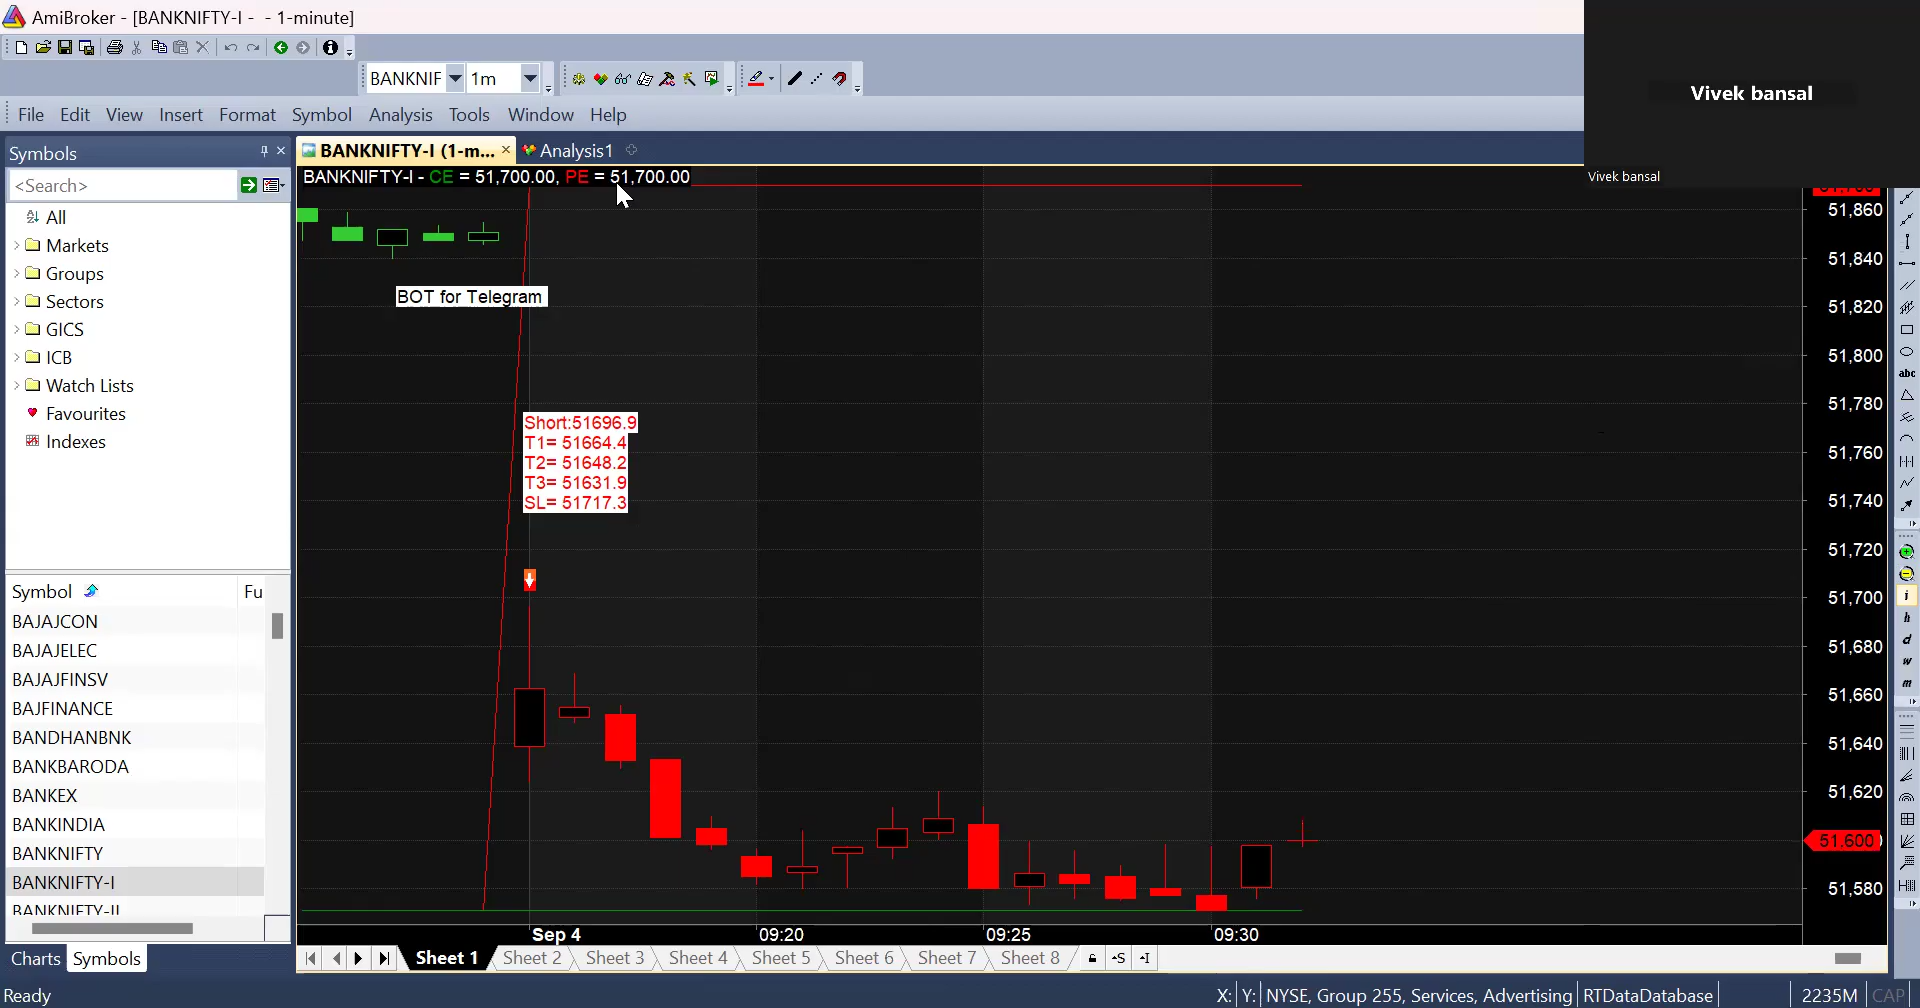 AmiBroker - [BANKNIFTY-I - - 1-minute]
BANKNIF 1m
File Edit View Insert Format Symbol Analysis Tools Window Help
Vivek bansal
Vivek bansal
Symbols
BANKNIFTY-I (1-m... Analysis1
<Search>
BANKNIFTY-I - CE = 51,700.00, PE = 51,700.00
All
Markets
Groups
Sectors
GICS
ICB
Watch Lists
Favourites
Indexes
BOT for Telegram
Short:51696.9
T1= 51664.4
T2= 51648.2
T3= 51631.9
SL= 51717.3
Symbol Fu
BAJAJCON
BAJAJELEC
BAJAJFINSV
BAJFINANCE
BANDHANBNK
BANKBARODA
BANKEX
BANKINDIA
BANKNIFTY
BANKNIFTY-I
BANKNIFTY-II
51,860
51,840
51,820
51,800
51,780
51,760
51,740
51,720
51,700
51,680
51,660
51,640
51,620
51,600
51,580
abc
i
h
d
w
m
Sep 4 09:20 09:25 09:30
Charts Symbols
Sheet 1 Sheet 2 Sheet 3 Sheet 4 Sheet 5 Sheet 6 Sheet 7 Sheet 8
S I
Ready X: Y: NYSE, Group 255, Services, Advertising RTDataDatabase 2235M CAP